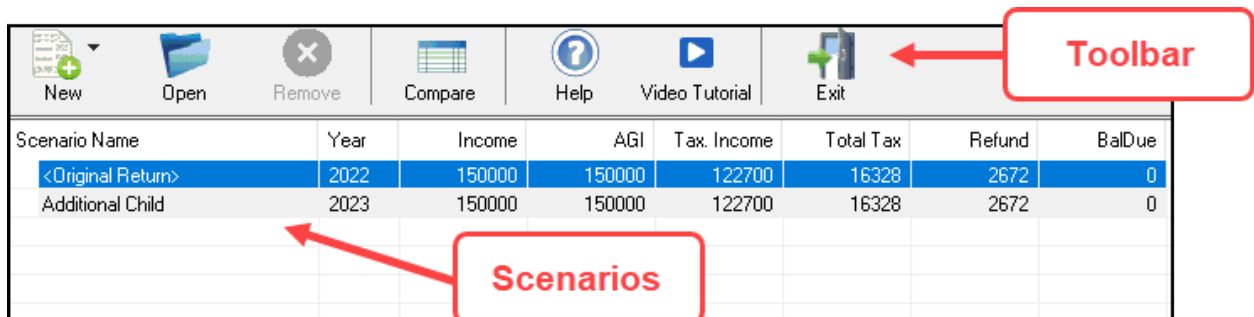 New Open Remove Compare Help Video Tutorial Exit Toolbar
Scenario Name Year Income AGI Tax. Income Total Tax Refund BalDue
<Original Return> 2022 150000 150000 122700 16328 2672 0
Additional Child 2023 150000 150000 122700 16328 2672 0
Scenarios